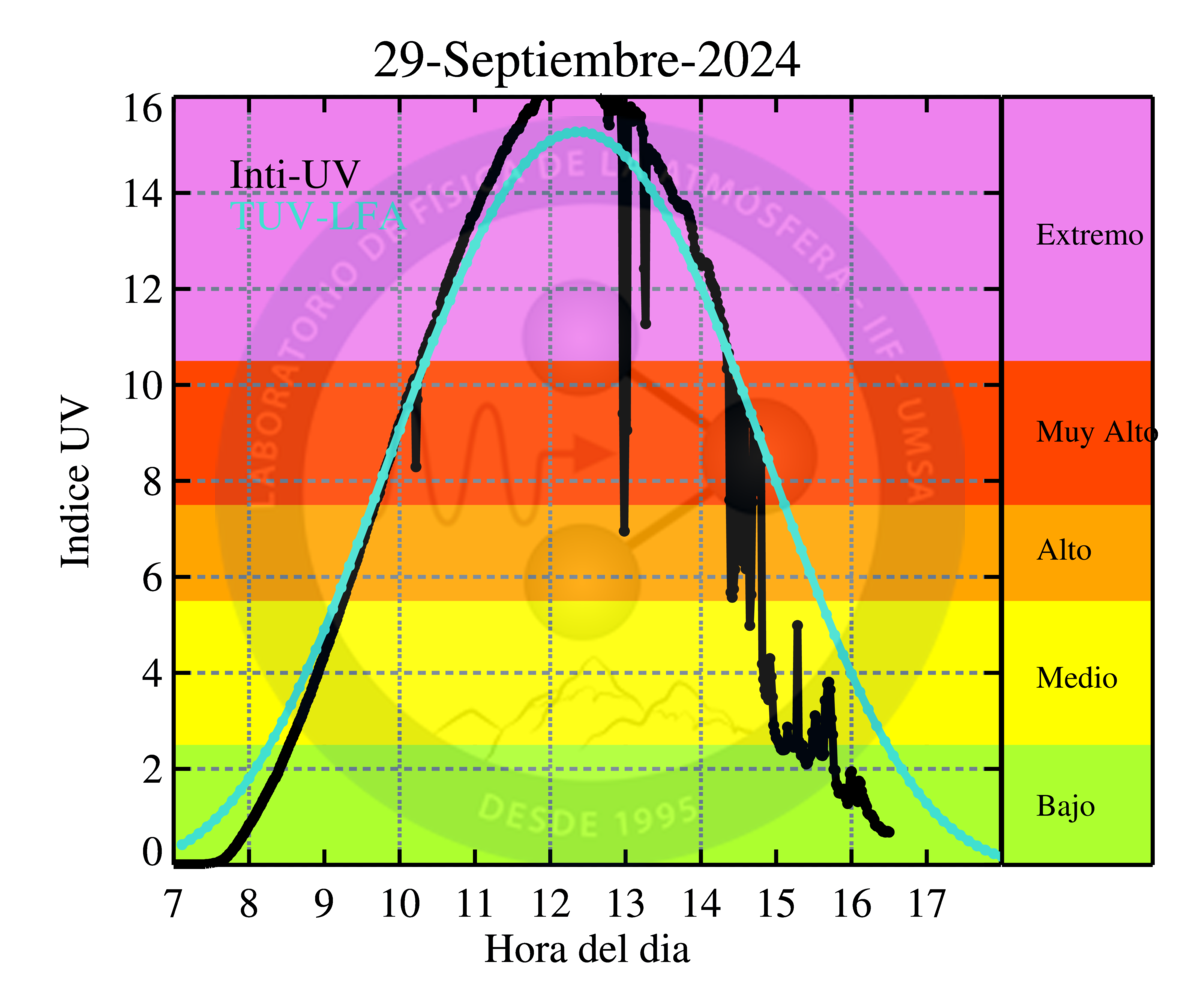 29-Septiembre-2024
16
14
12
10
8
6
4
2
0
Indice UV
Inti-UV
TUV-LFA
LABORATORIO DE FÍSICA DE LA ATMÓSFERA - IIF - UMSA
DESDE 1995
Extremo
Muy Alto
Alto
Medio
Bajo
7 8 9 10 11 12 13 14 15 16 17
Hora del dia